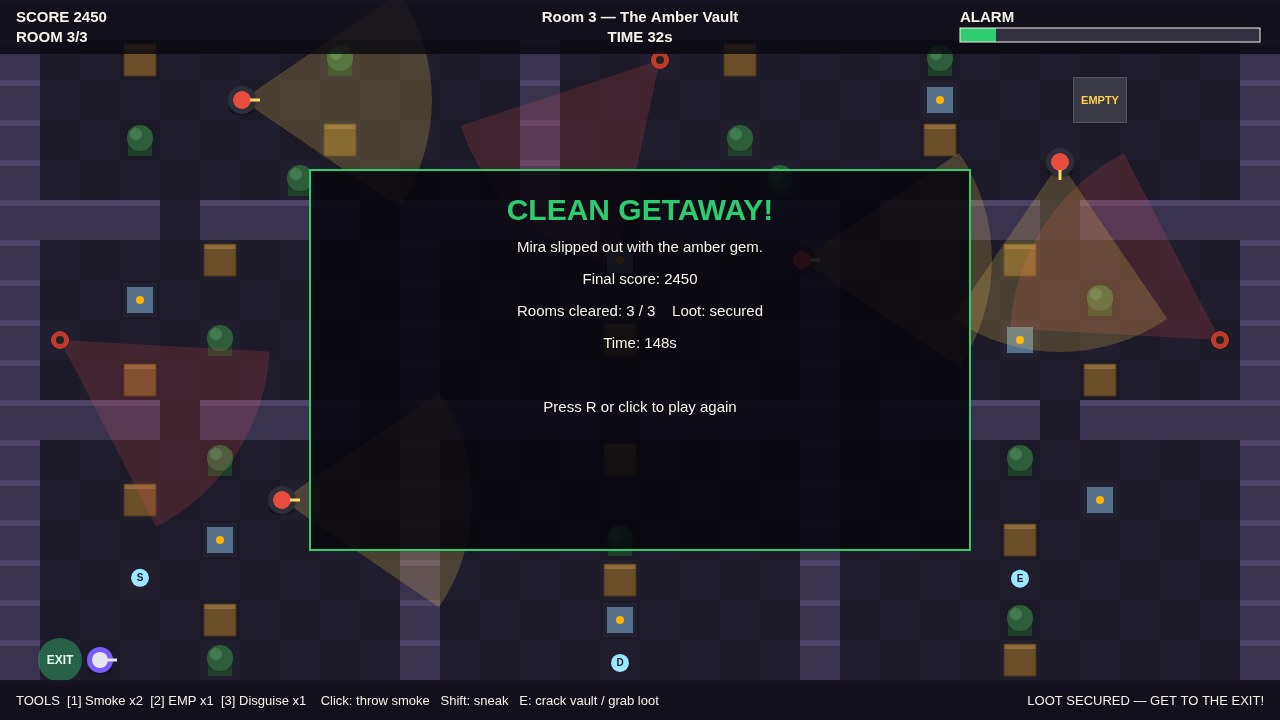 SCORE 2450
ROOM 3/3
Room 3 — The Amber Vault
TIME 32s
ALARM
EMPTY
CLEAN GETAWAY!
Mira slipped out with the amber gem.
Final score: 2450
Rooms cleared: 3 / 3    Loot: secured
Time: 148s
Press R or click to play again
S
E
D
EXIT
TOOLS  [1] Smoke x2  [2] EMP x1  [3] Disguise x1    Click: throw smoke   Shift: sneak   E: crack vault / grab loot
LOOT SECURED — GET TO THE EXIT!